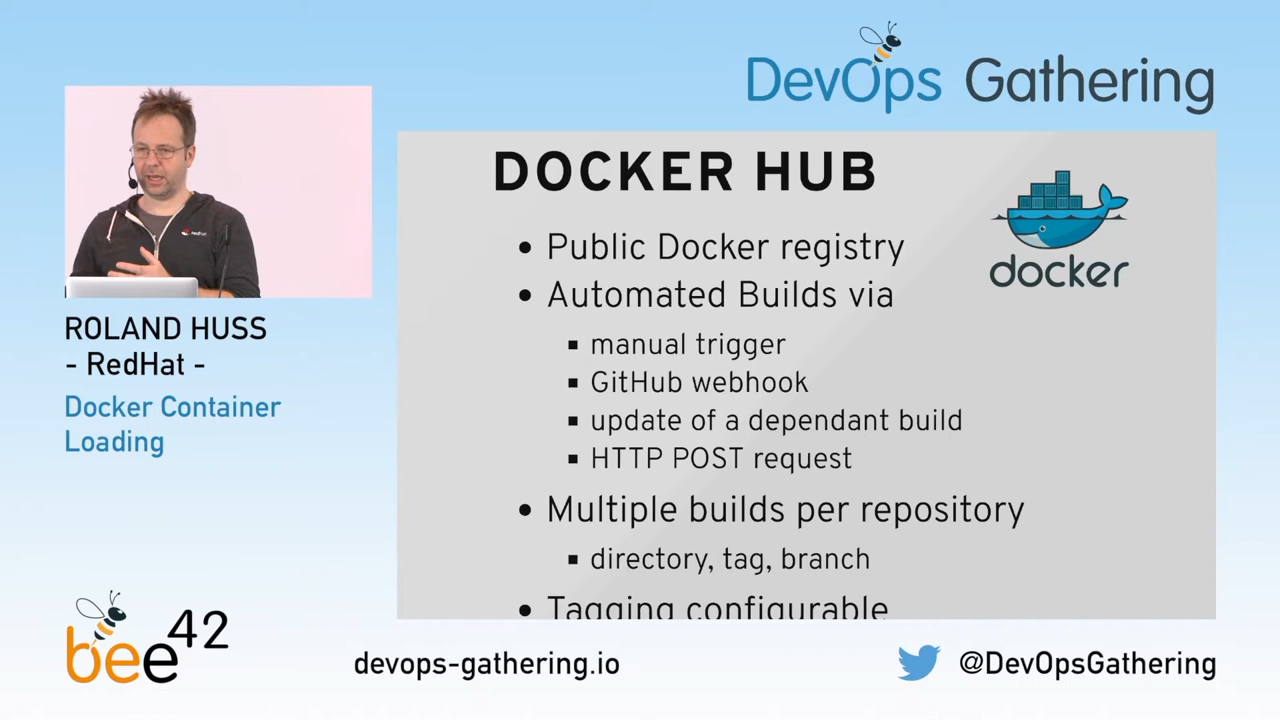 DevOps Gathering
DOCKER HUB
Public Docker registry
Automated Builds via
manual trigger
GitHub webhook
update of a dependant build
HTTP POST request
Multiple builds per repository
directory, tag, branch
Tagging configurable
docker
redhat
ROLAND HUSS
- RedHat -
Docker Container
Loading
bee42
devops-gathering.io
@DevOpsGathering